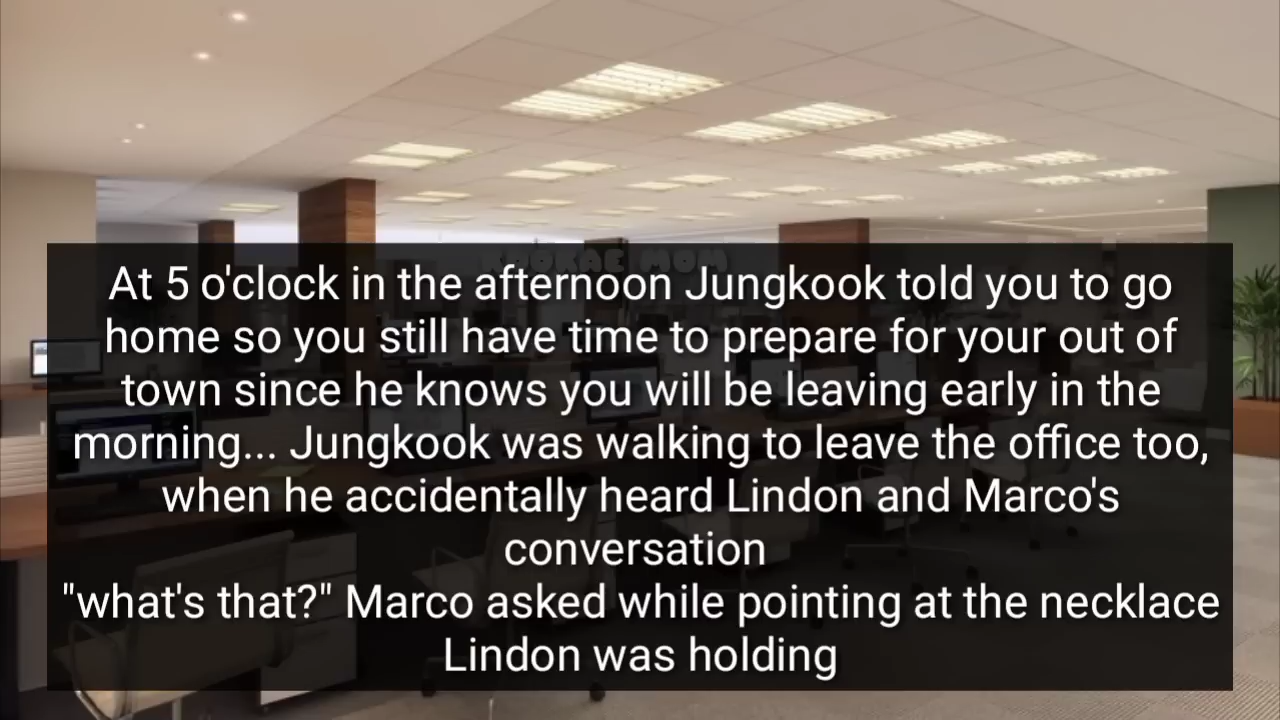 KOOKAE MOM
At 5 o'clock in the afternoon Jungkook told you to go
home so you still have time to prepare for your out of
town since he knows you will be leaving early in the
morning... Jungkook was walking to leave the office too,
when he accidentally heard Lindon and Marco's
conversation
"what's that?" Marco asked while pointing at the necklace
Lindon was holding